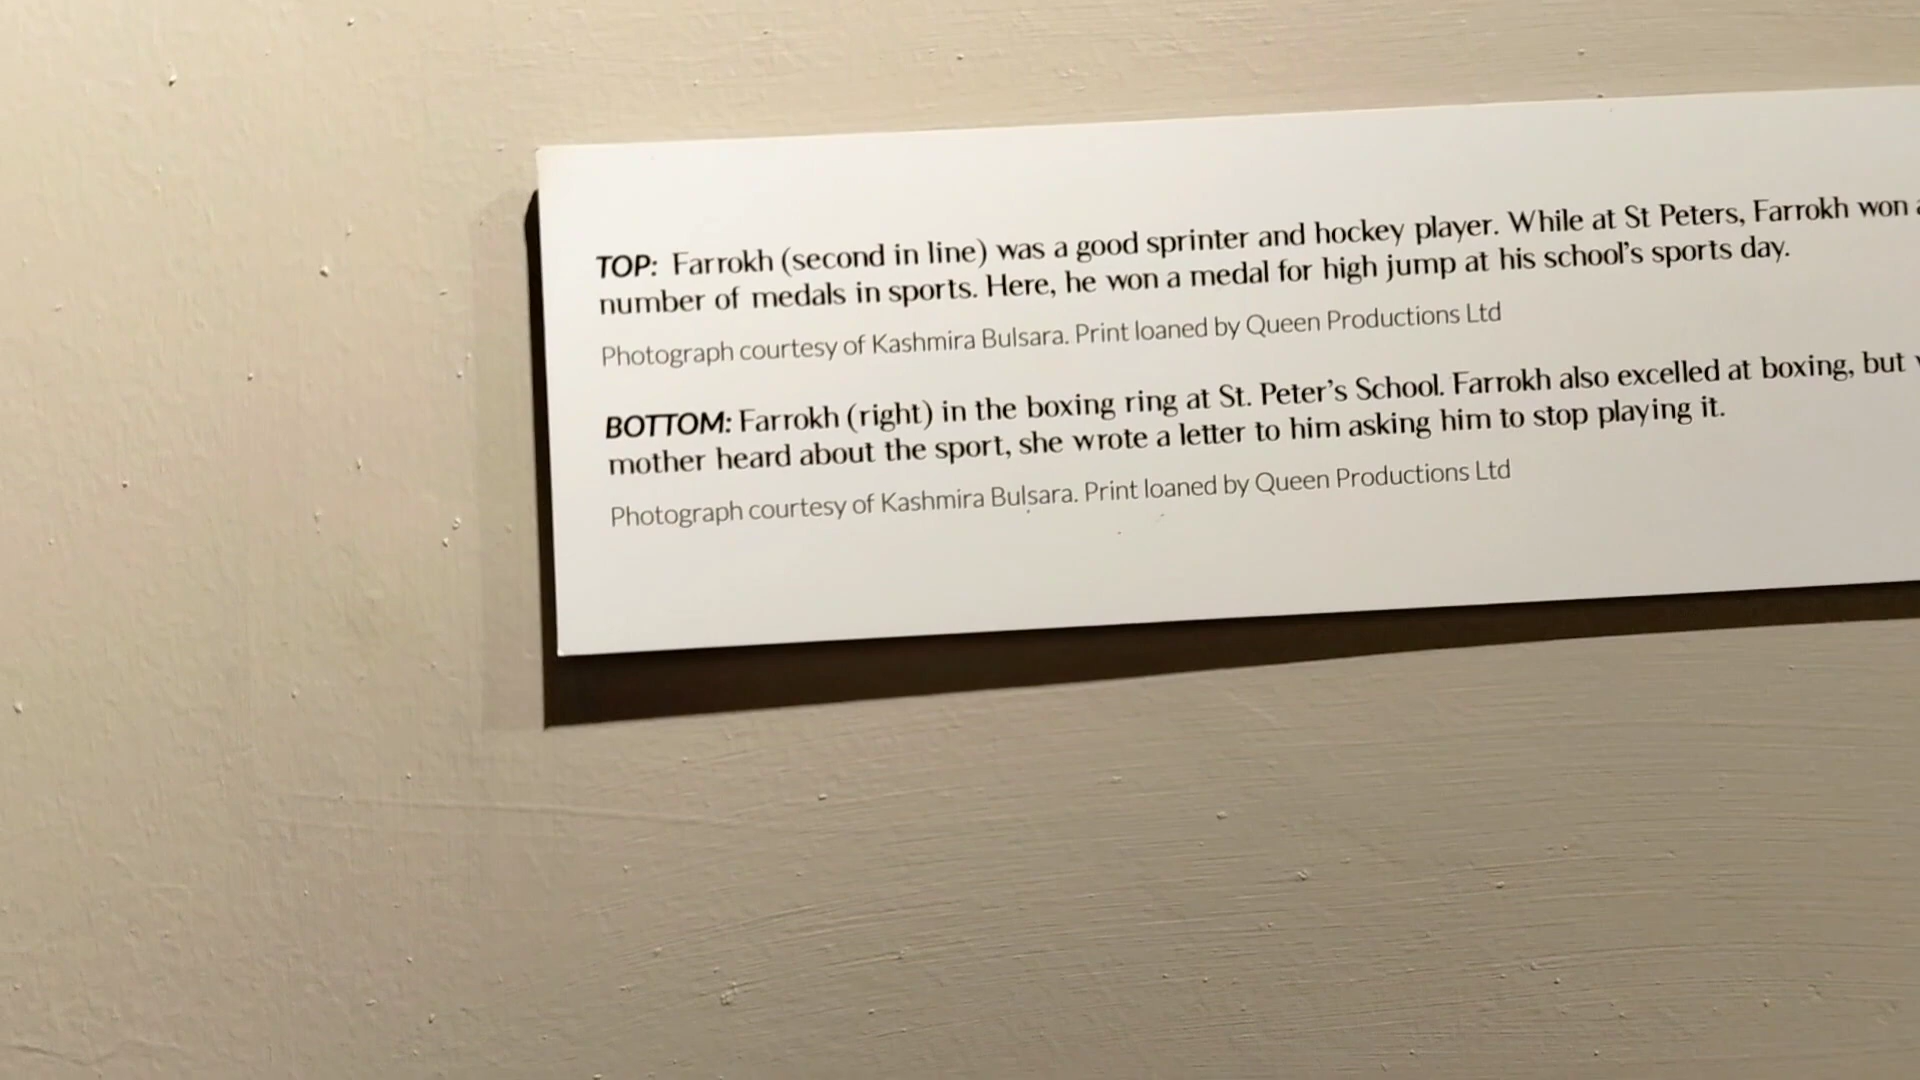 TOP: Farrokh (second in line) was a good sprinter and hockey player. While at St Peters, Farrokh won
number of medals in sports. Here, he won a medal for high jump at his school's sports day.
Photograph courtesy of Kashmira Bulsara. Print loaned by Queen Productions Ltd
BOTTOM: Farrokh (right) in the boxing ring at St. Peter's School. Farrokh also excelled at boxing, but
mother heard about the sport, she wrote a letter to him asking him to stop playing it.
Photograph courtesy of Kashmira Bulsara. Print loaned by Queen Productions Ltd